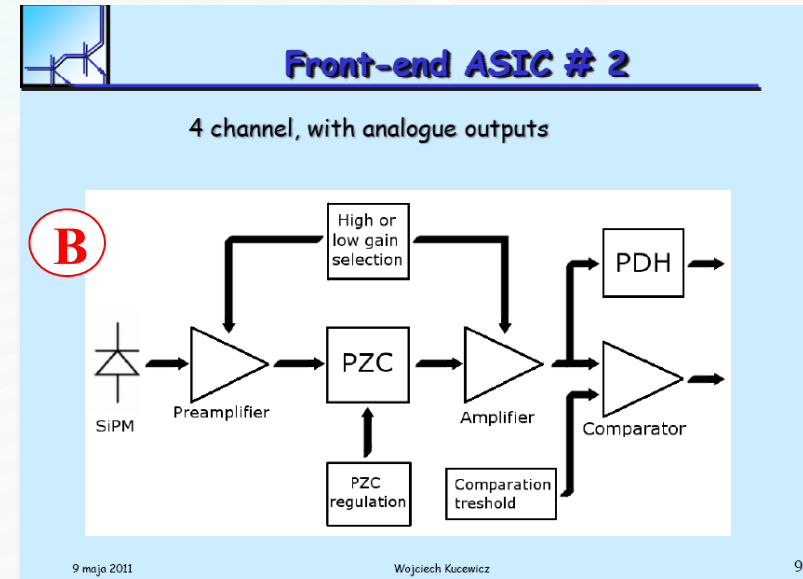 Front-end ASIC # 2
4 channel, with analogue outputs
B
High or
low gain
selection
PDH
PZC
SiPM
Preamplifier
Amplifier
Comparator
PZC
regulation
Comparation
treshold
9 maja 2011
Wojciech Kucewicz
9